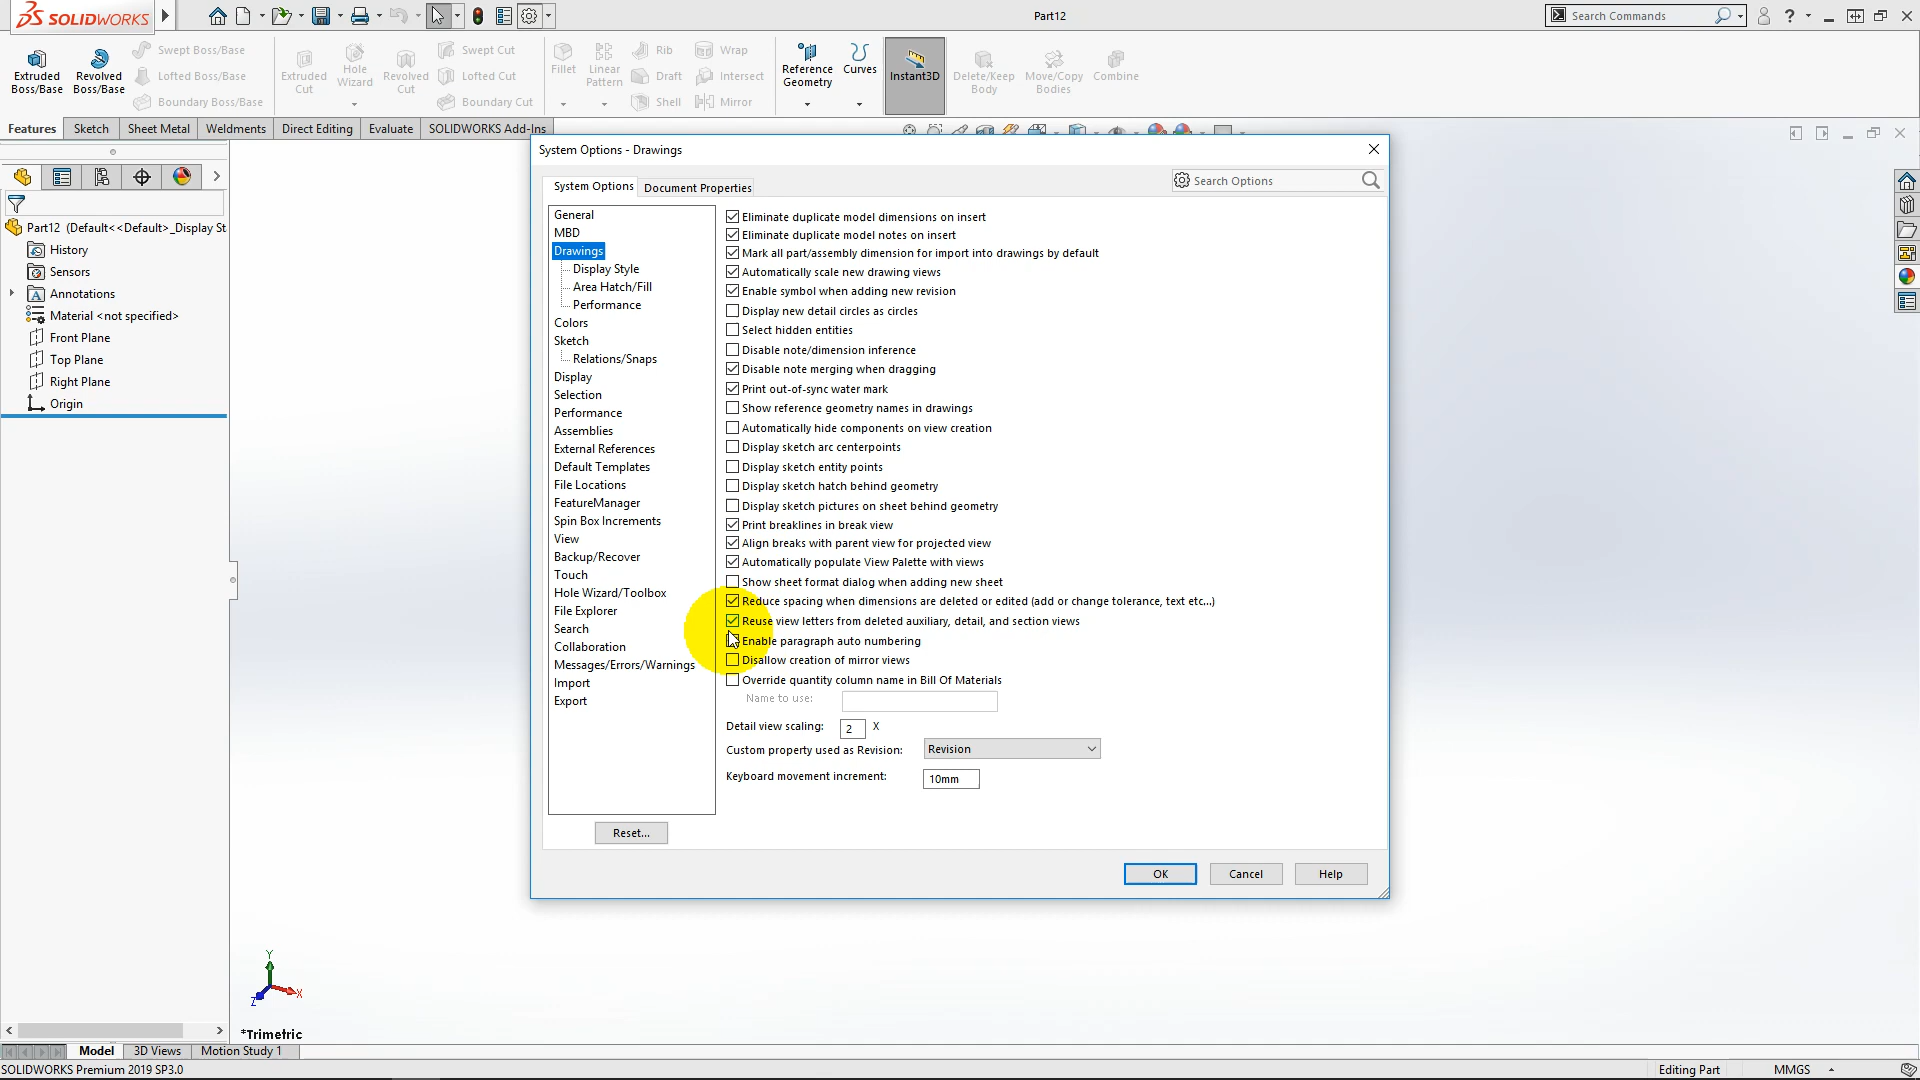 SOLIDWORKS
Part12
Search Commands
Extruded Boss/Base
Revolved Boss/Base
Swept Boss/Base
Lofted Boss/Base
Boundary Boss/Base
Extruded Cut
Hole Wizard
Revolved Cut
Swept Cut
Lofted Cut
Boundary Cut
Fillet
Linear Pattern
Rib
Draft
Shell
Wrap
Intersect
Mirror
Reference Geometry
Curves
Instant3D
Delete/Keep Body
Move/Copy Bodies
Combine
Features
Sketch
Sheet Metal
Weldments
Direct Editing
Evaluate
SOLIDWORKS Add-Ins
Part12 (Default<<Default>_Display St
History
Sensors
Annotations
Material <not specified>
Front Plane
Top Plane
Right Plane
Origin
System Options - Drawings
System Options
Document Properties
Search Options
General
MBD
Drawings
Display Style
Area Hatch/Fill
Performance
Colors
Sketch
Relations/Snaps
Display
Selection
Performance
Assemblies
External References
Default Templates
File Locations
FeatureManager
Spin Box Increments
View
Backup/Recover
Touch
Hole Wizard/Toolbox
File Explorer
Search
Collaboration
Messages/Errors/Warnings
Import
Export
Reset...
Eliminate duplicate model dimensions on insert
Eliminate duplicate model notes on insert
Mark all part/assembly dimension for import into drawings by default
Automatically scale new drawing views
Enable symbol when adding new revision
Display new detail circles as circles
Select hidden entities
Disable note/dimension inference
Disable note merging when dragging
Print out-of-sync water mark
Show reference geometry names in drawings
Automatically hide components on view creation
Display sketch arc centerpoints
Display sketch entity points
Display sketch hatch behind geometry
Display sketch pictures on sheet behind geometry
Print breaklines in break view
Align breaks with parent view for projected view
Automatically populate View Palette with views
Show sheet format dialog when adding new sheet
Reduce spacing when dimensions are deleted or edited (add or change tolerance, text etc...)
Reuse view letters from deleted auxiliary, detail, and section views
Enable paragraph auto numbering
Disallow creation of mirror views
Override quantity column name in Bill Of Materials
Name to use:
Detail view scaling: 2 X
Custom property used as Revision: Revision
Keyboard movement increment: 10mm
OK
Cancel
Help
Y
X
Z
*Trimetric
Model
3D Views
Motion Study 1
SOLIDWORKS Premium 2019 SP3.0
Editing Part
MMGS